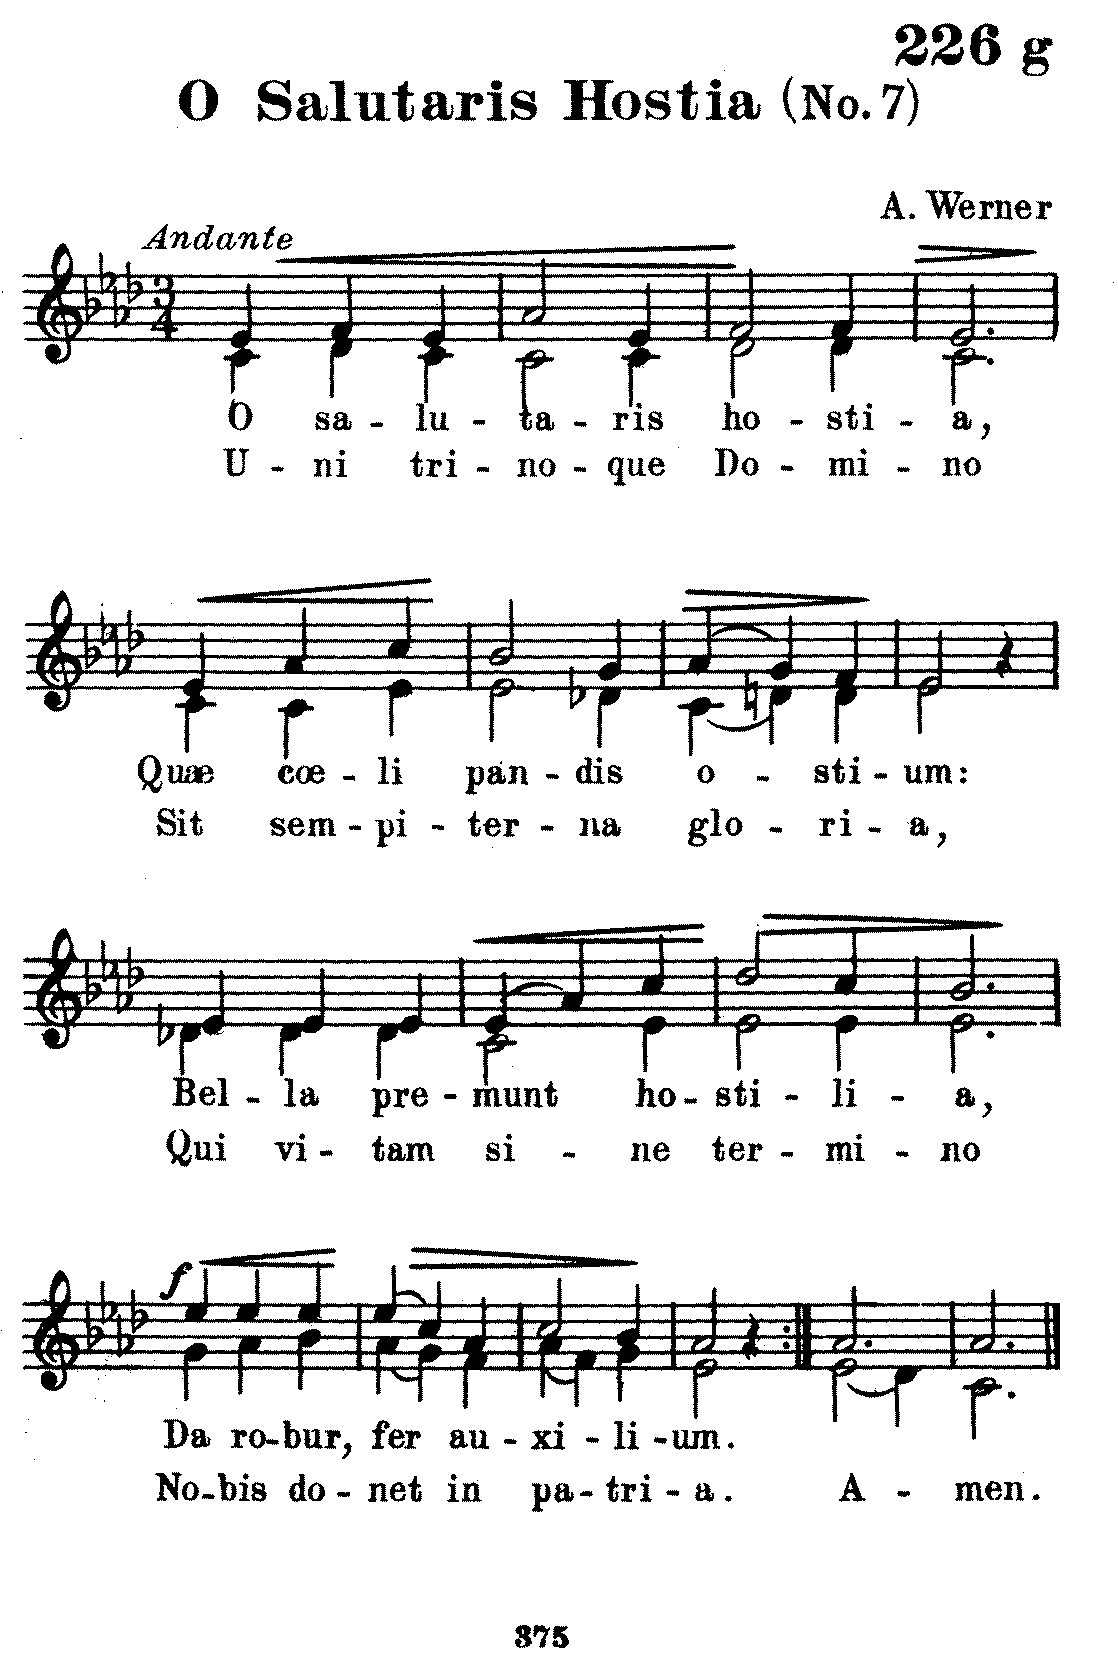 226 g
O Salutaris Hostia (No. 7)
A. Werner
Andante
O sa - lu - ta - ris ho - sti - a,
U - ni tri - no - que Do - mi - no
Quæ cœ - li pan - dis o - sti - um:
Sit sem - pi - ter - na glo - ri - a,
Bel - la pre - munt ho - sti - li - a,
Qui vi - tam si - ne ter - mi - no
f
Da ro - bur, fer au - xi - li - um.
No - bis do - net in pa - tri - a. A - men.
375